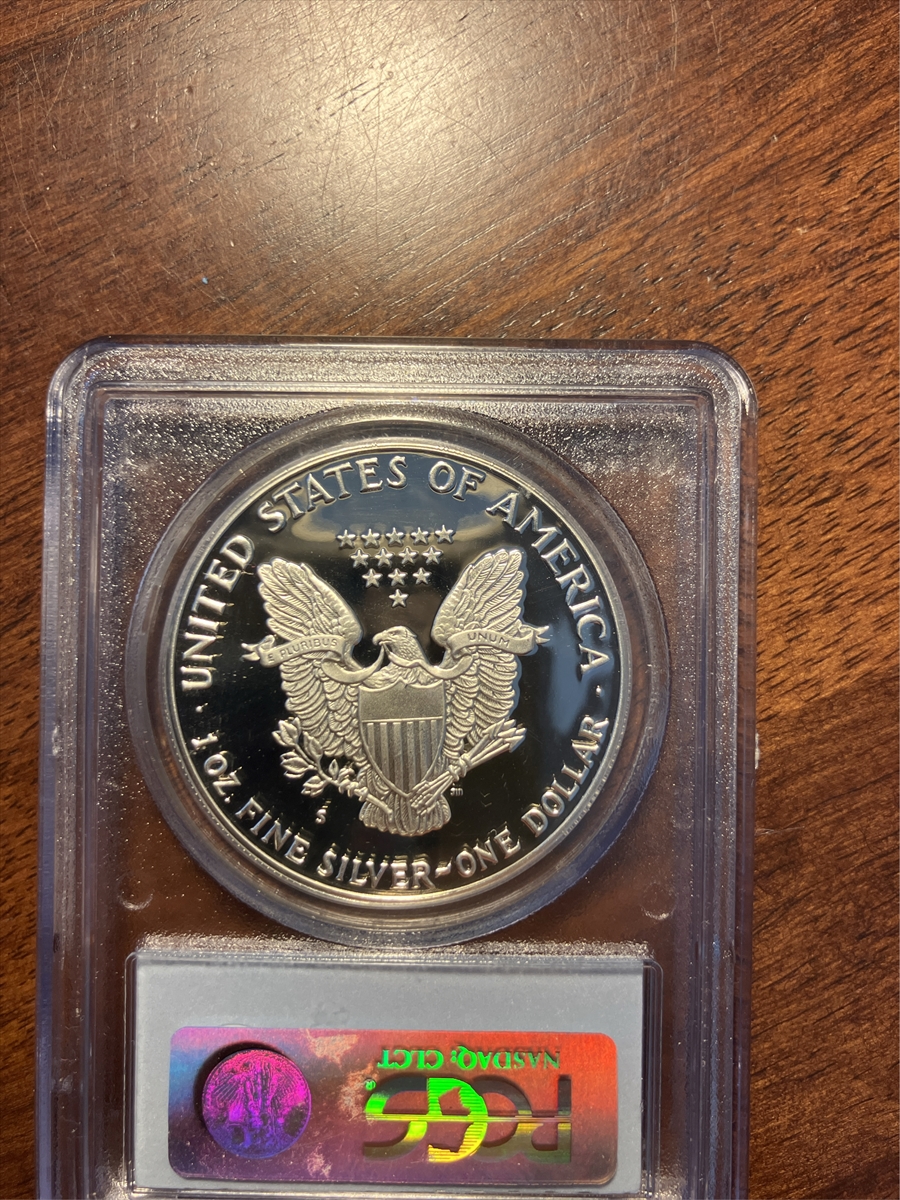 UNITED STATES OF AMERICA
PLURIBUS UNUM
S
· 1 OZ. FINE SILVER~ONE DOLLAR ·
NASDAQ: CLCT
PCGS®